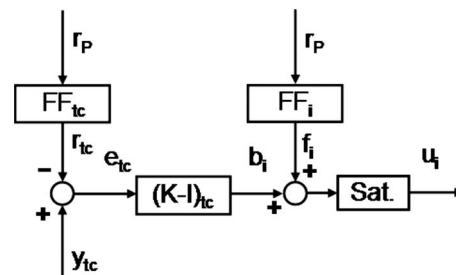 r_P r_P
FF_tc FF_i
r_tc f_i
− e_tc b_i + u_i
(K-I)_tc Sat.
+ +
y_tc